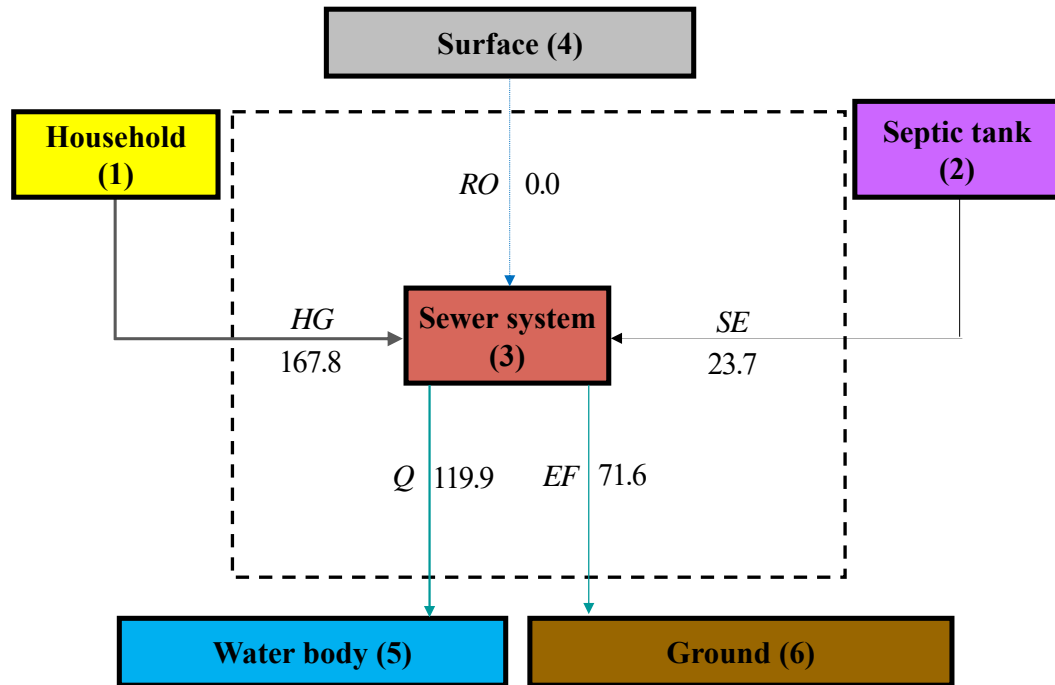 Surface (4)
Household
(1)
Septic tank
(2)
RO 0.0
HG
167.8
Sewer system
(3)
SE
23.7
Q 119.9
EF 71.6
Water body (5)
Ground (6)